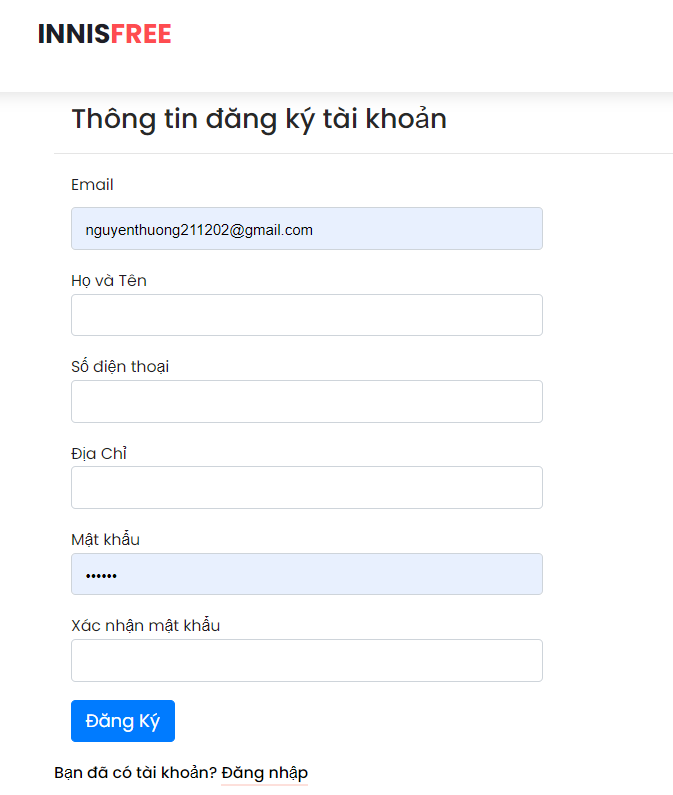 INNISFREE
Thông tin đăng ký tài khoản
Email
nguyenthuong211202@gmail.com
Họ và Tên
Số điện thoại
Địa Chỉ
Mật khẩu
••••••
Xác nhận mật khẩu
Đăng Ký
Bạn đã có tài khoản? Đăng nhập